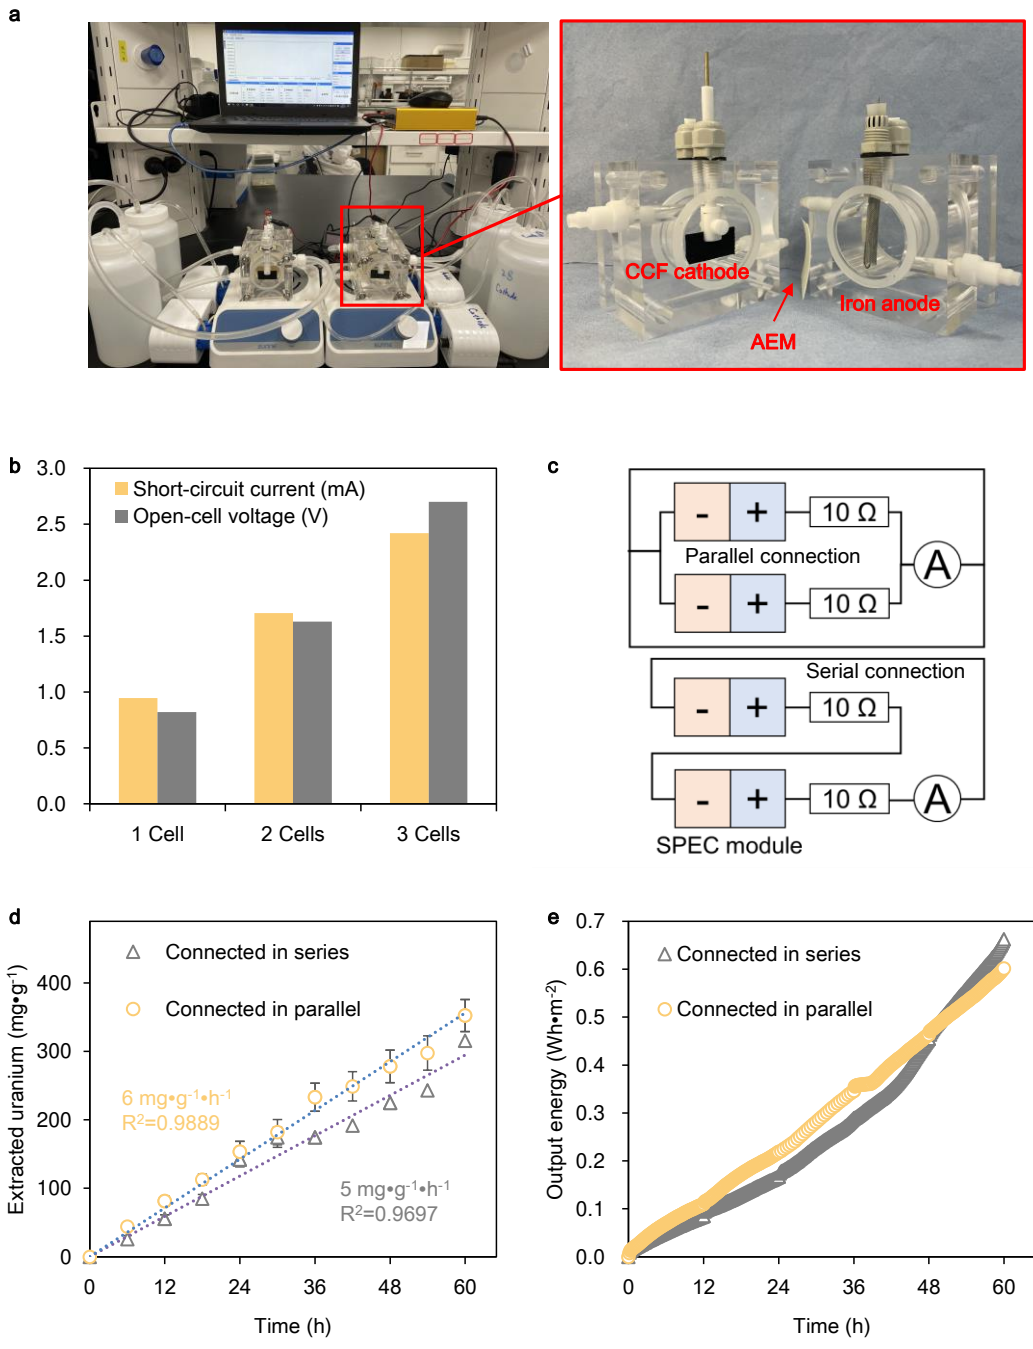 a
CCF cathode
Iron anode
AEM
Cathode
b
3.0
2.5
2.0
1.5
1.0
0.5
0.0
Short-circuit current (mA)
Open-cell voltage (V)
1 Cell
2 Cells
3 Cells
c
- + 10 Ω
Parallel connection
A
- + 10 Ω
Serial connection
- + 10 Ω
- + 10 Ω
A
SPEC module
d
Extracted uranium (mg•g⁻¹)
400
300
200
100
0
Connected in series
Connected in parallel
6 mg•g⁻¹•h⁻¹
R²=0.9889
5 mg•g⁻¹•h⁻¹
R²=0.9697
0 12 24 36 48 60
Time (h)
e
Output energy (Wh•m⁻²)
0.7
0.6
0.5
0.4
0.3
0.2
0.1
0.0
Connected in series
Connected in parallel
0 12 24 36 48 60
Time (h)